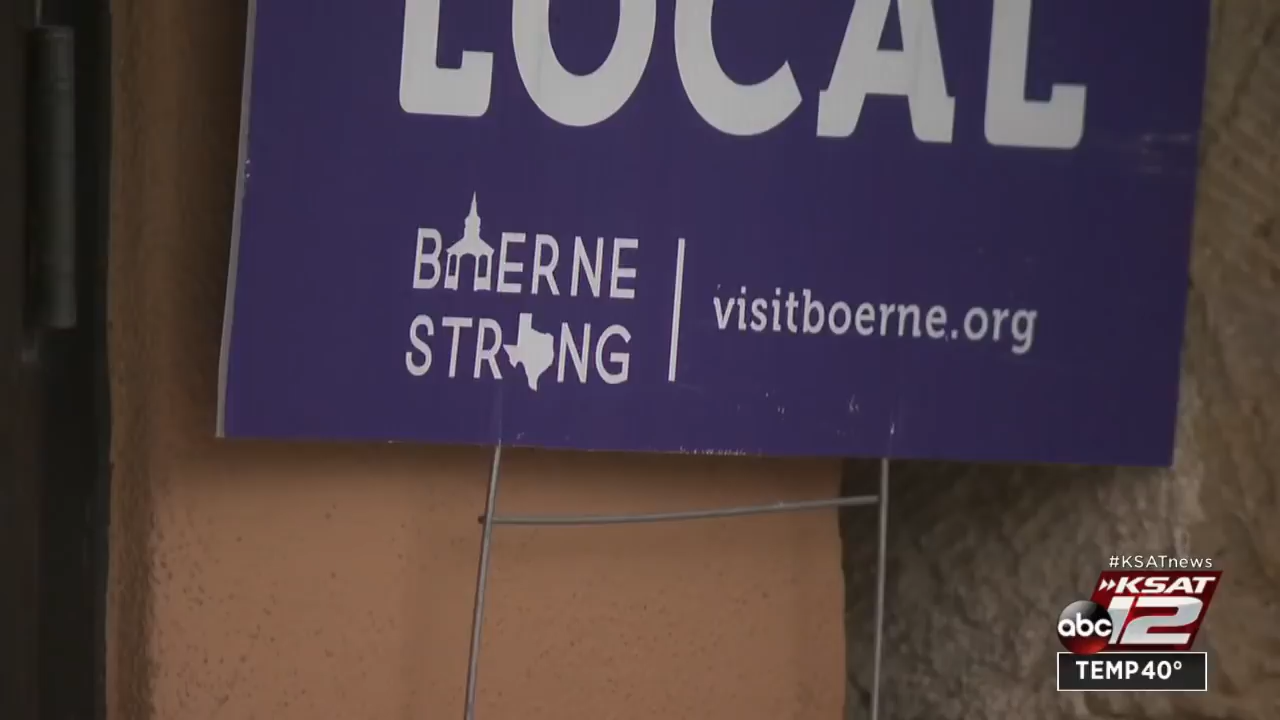 LOCAL
BOERNE
STRONG
visitboerne.org
#KSATnews
KSAT
abc 12
TEMP 40°